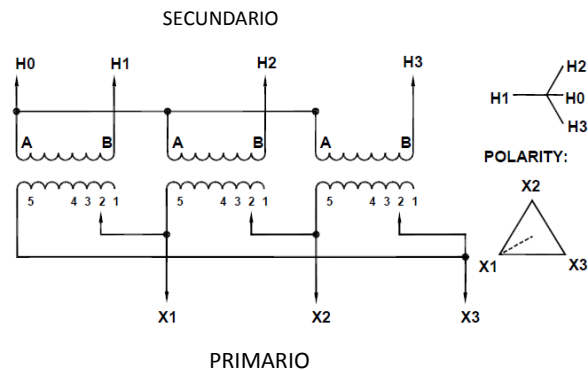 SECUNDARIO
H0 H1 H2 H3
H2
H1 H0
H3
A B A B A B
POLARITY:
5 4 3 2 1 5 4 3 2 1 5 4 3 2 1
X2
X1 X3
X1 X2 X3
PRIMARIO